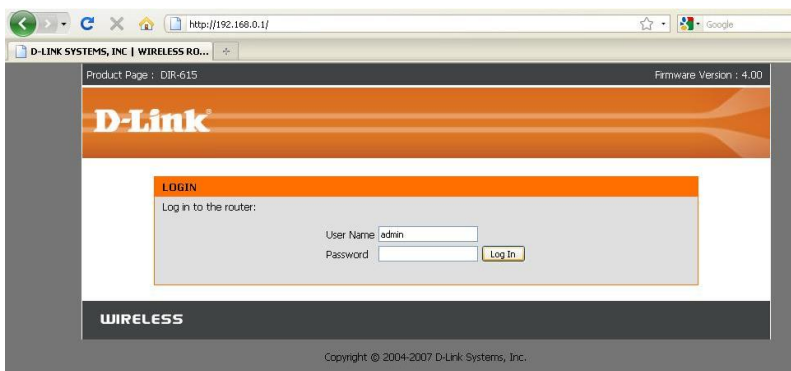 http://192.168.0.1/
Google
D-LINK SYSTEMS, INC | WIRELESS RO...
Product Page : DIR-615
Firmware Version : 4.00
D-Link
LOGIN
Log in to the router:
User Name admin
Password Log In
WIRELESS
Copyright © 2004-2007 D-Link Systems, Inc.